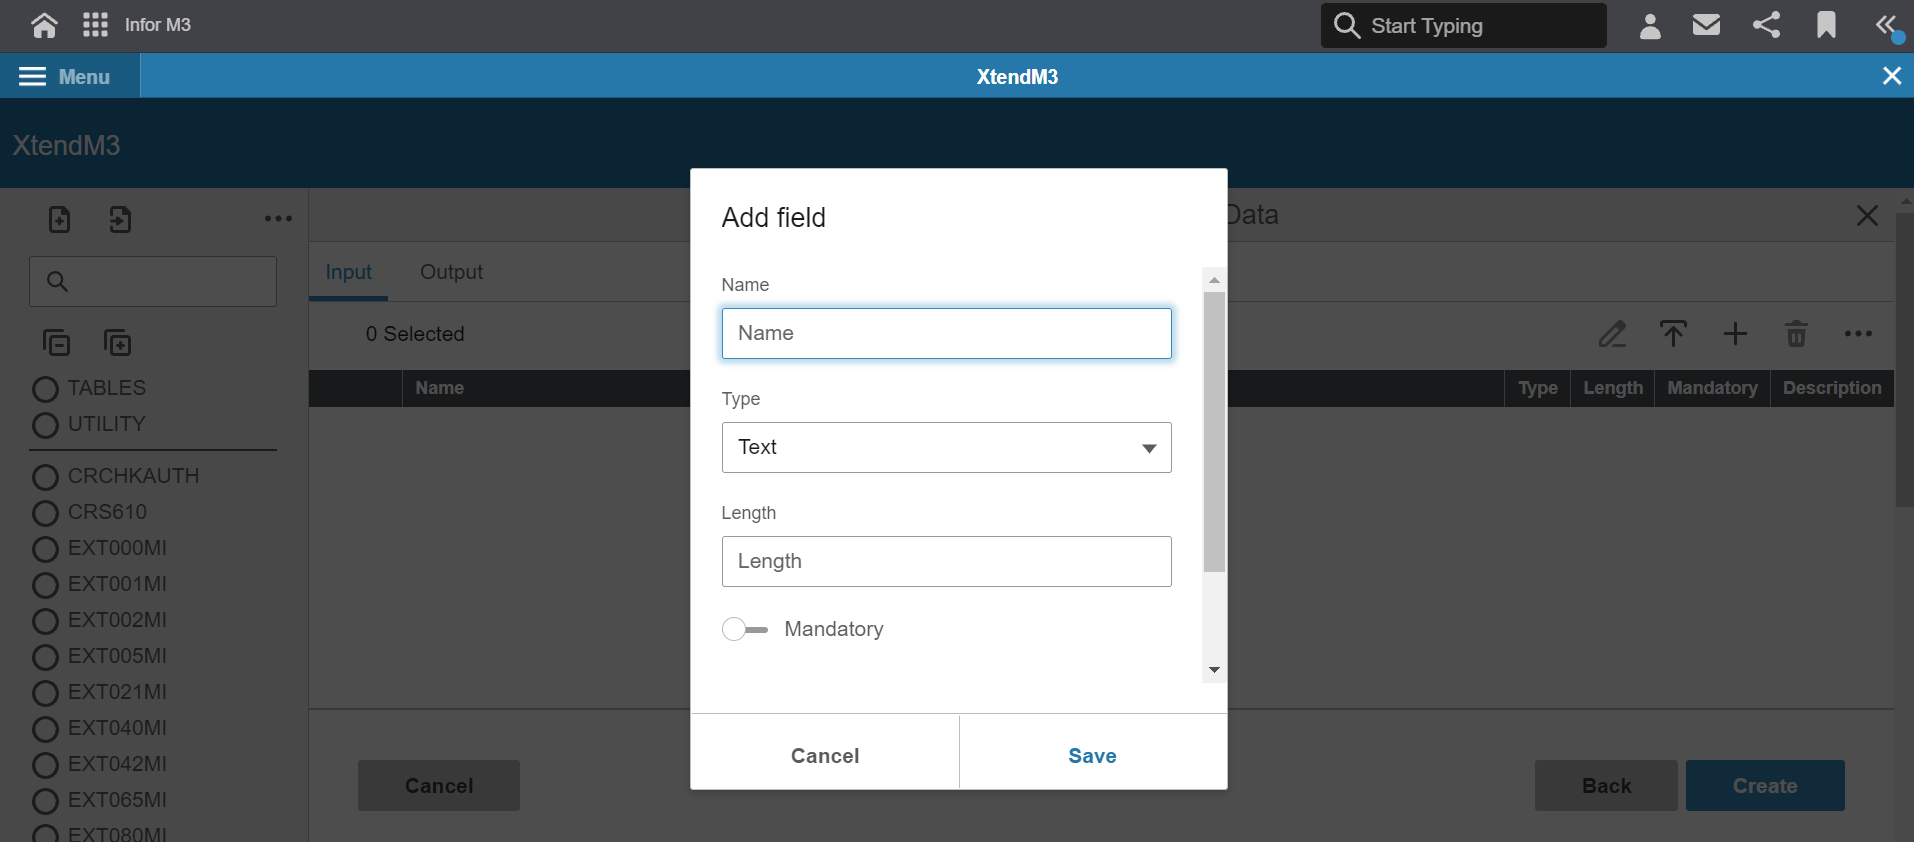 Infor M3
Start Typing
Menu
XtendM3
XtendM3
Add field
Data
Input
Output
Name
Name
0 Selected
Type
Text
Name
Type
Length
Mandatory
Description
Length
Length
Mandatory
TABLES
UTILITY
CRCHKAUTH
CRS610
EXT000MI
EXT001MI
EXT002MI
EXT005MI
EXT021MI
EXT040MI
EXT042MI
EXT065MI
EXT080MI
Cancel
Save
Cancel
Back
Create